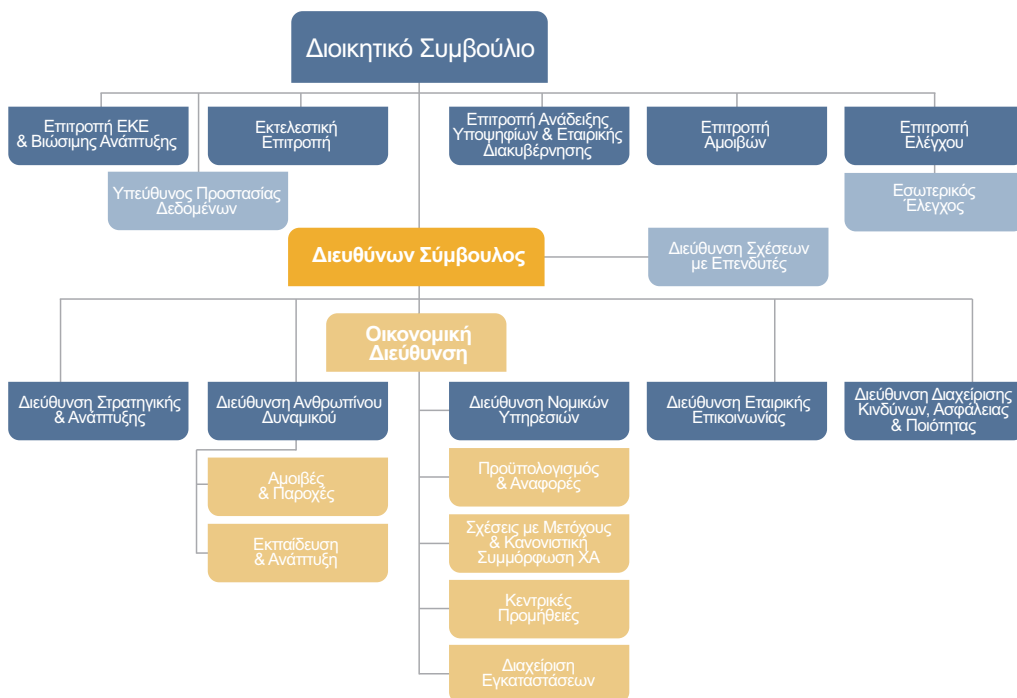 Διοικητικό Συμβούλιο
Επιτροπή ΕΚΕ
& Βιώσιμης Ανάπτυξης
Εκτελεστική
Επιτροπή
Επιτροπή Ανάδειξης
Υποψηφίων & Εταιρικής
Διακυβέρνησης
Επιτροπή
Αμοιβών
Επιτροπή
Ελέγχου
Υπεύθυνος Προστασίας
Δεδομένων
Εσωτερικός
Έλεγχος
Διευθύνων Σύμβουλος
Διεύθυνση Σχέσεων
με Επενδυτές
Οικονομική
Διεύθυνση
Διεύθυνση Στρατηγικής
& Ανάπτυξης
Διεύθυνση Ανθρωπίνου
Δυναμικού
Διεύθυνση Νομικών
Υπηρεσιών
Διεύθυνση Εταιρικής
Επικοινωνίας
Διεύθυνση Διαχείρισης
Κινδύνων, Ασφάλειας
& Ποιότητας
Αμοιβές
& Παροχές
Εκπαίδευση
& Ανάπτυξη
Προϋπολογισμός
& Αναφορές
Σχέσεις με Μετόχους
& Κανονιστική
Συμμόρφωση ΧΑ
Κεντρικές
Προμήθειες
Διαχείριση
Εγκαταστάσεων